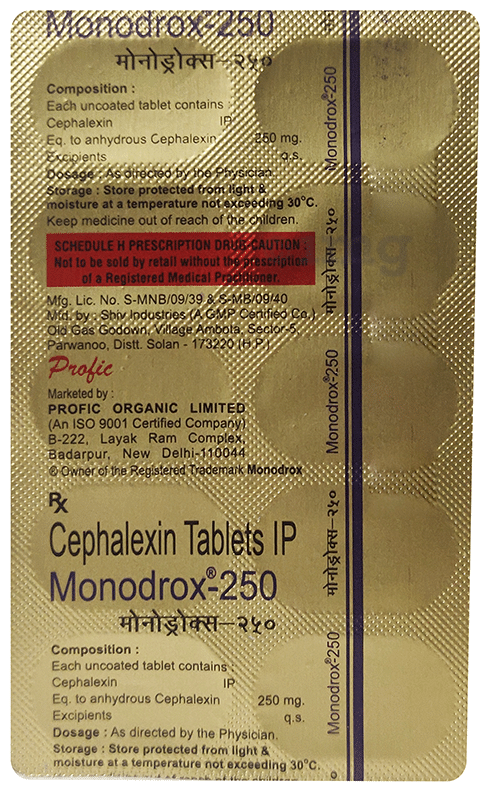 Monodrox-250
मोनोड्रोक्स-२५०
Composition :
Each uncoated tablet contains :
Cephalexin IP
Eq. to anhydrous Cephalexin 250 mg.
Excipients q.s.
Dosage : As directed by the Physician.
Storage : Store protected from light &
moisture at a temperature not exceeding 30°C.
Keep medicine out of reach of the children.
SCHEDULE H PRESCRIPTION DRUG CAUTION :
Not to be sold by retail without the prescription
of a Registered Medical Practitioner.
Mfg. Lic. No. S-MNB/09/39 & S-MB/09/40
Mfd. by : Shiv Industries (A GMP Certified Co.)
Old Gas Godown, Village Ambota, Sector-5
Parwanoo, Distt. Solan - 173220 (H.P.)
Profic
Marketed by :
PROFIC ORGANIC LIMITED
(An ISO 9001 Certified Company)
B-222, Layak Ram Complex,
Badarpur, New Delhi-110044
® Owner of the Registered Trademark Monodrox
Rx
Cephalexin Tablets IP
Monodrox®-250
मोनोड्रोक्स-२५०
Composition :
Each uncoated tablet contains :
Cephalexin IP
Eq. to anhydrous Cephalexin 250 mg.
Excipients q.s.
Dosage : As directed by the Physician.
Storage : Store protected from light &
moisture at a temperature not exceeding 30°C.
Monodrox®-250
मोनोड्रोक्स-२५०
Monodrox®-250
मोनोड्रोक्स-२५०
Monodrox®-250